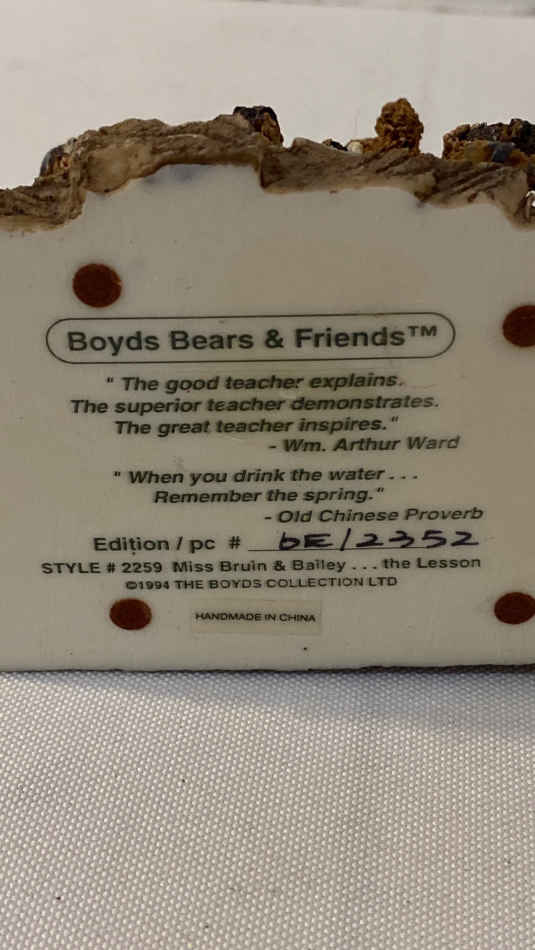 Boyds Bears & Friends™
" The good teacher explains.
The superior teacher demonstrates.
The great teacher inspires."
- Wm. Arthur Ward
" When you drink the water . . .
Remember the spring."
- Old Chinese Proverb
Edition / pc # 6E/2352
STYLE # 2259 Miss Bruin & Bailey . . . the Lesson
©1994 THE BOYDS COLLECTION LTD
HANDMADE IN CHINA